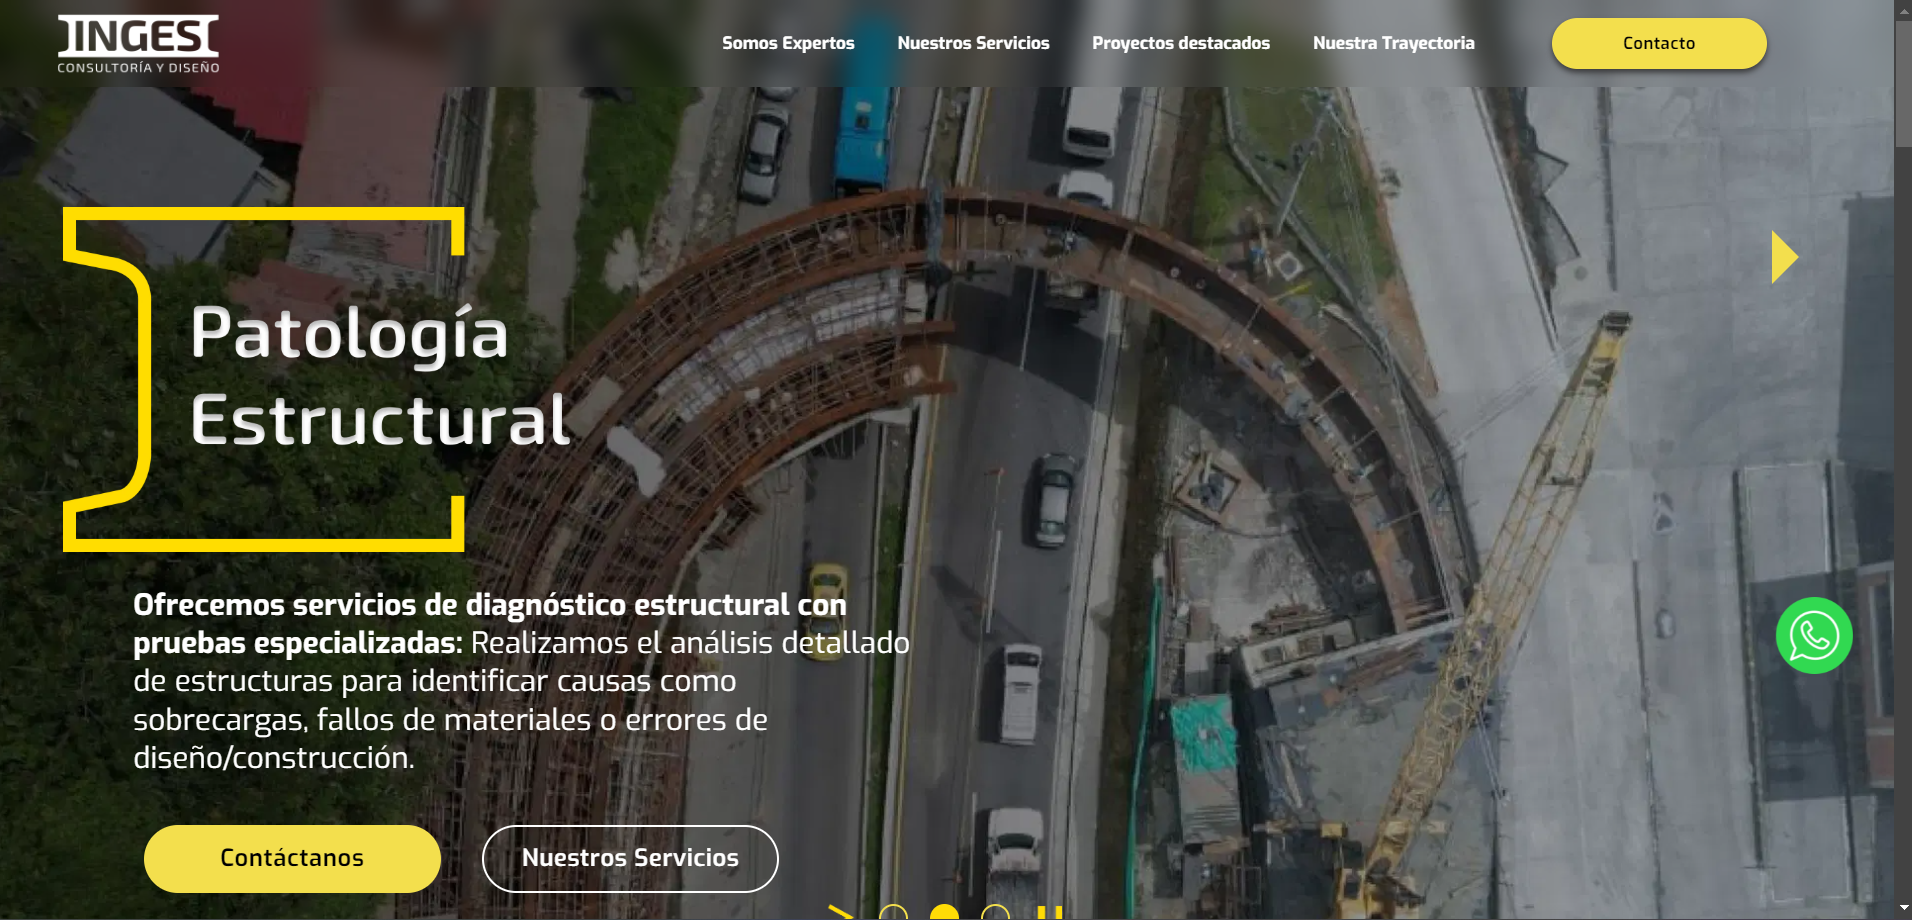 INGEST
CONSULTORÍA Y DISEÑO
Somos Expertos
Nuestros Servicios
Proyectos destacados
Nuestra Trayectoria
Contacto
Patología
Estructural
Ofrecemos servicios de diagnóstico estructural con
pruebas especializadas: Realizamos el análisis detallado
de estructuras para identificar causas como
sobrecargas, fallos de materiales o errores de
diseño/construcción.
Contáctanos
Nuestros Servicios